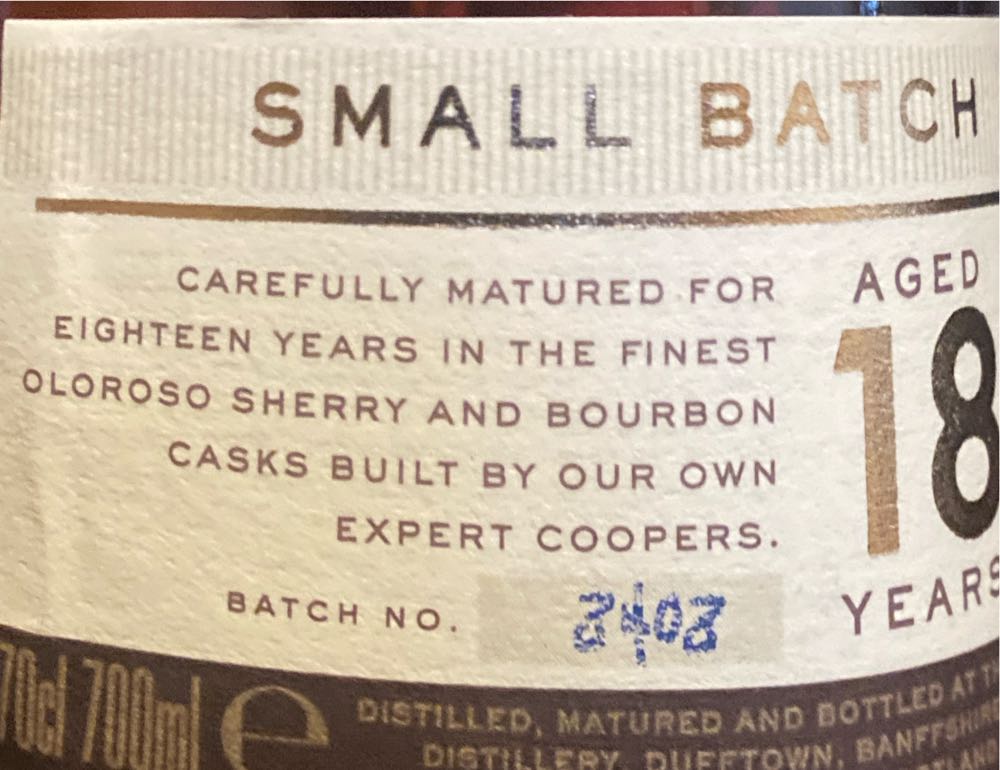 SMALL BATCH
CAREFULLY MATURED FOR
EIGHTEEN YEARS IN THE FINEST
OLOROSO SHERRY AND BOURBON
CASKS BUILT BY OUR OWN
EXPERT COOPERS.
BATCH NO.
AGED
18
YEARS
70cl 700ml e
DISTILLED, MATURED AND BOTTLED AT
DISTILLERY, DUFFTOWN, BANFFSHIRE